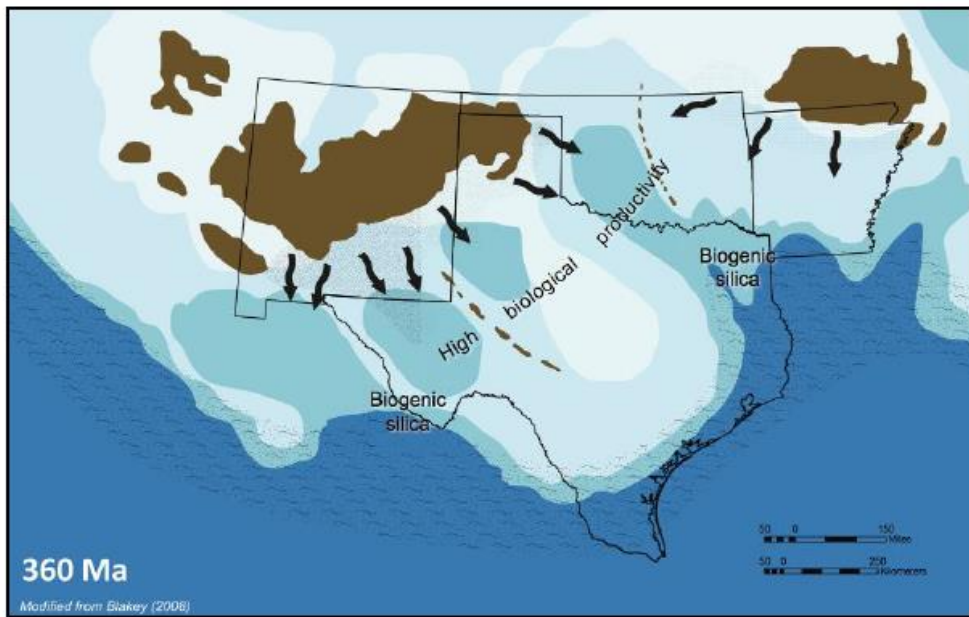 productivity
biological
High
Biogenic
silica
Biogenic
silica
50 0 150
Miles
50 0 250
Kilometers
360 Ma
Modified from Blakey (2008)